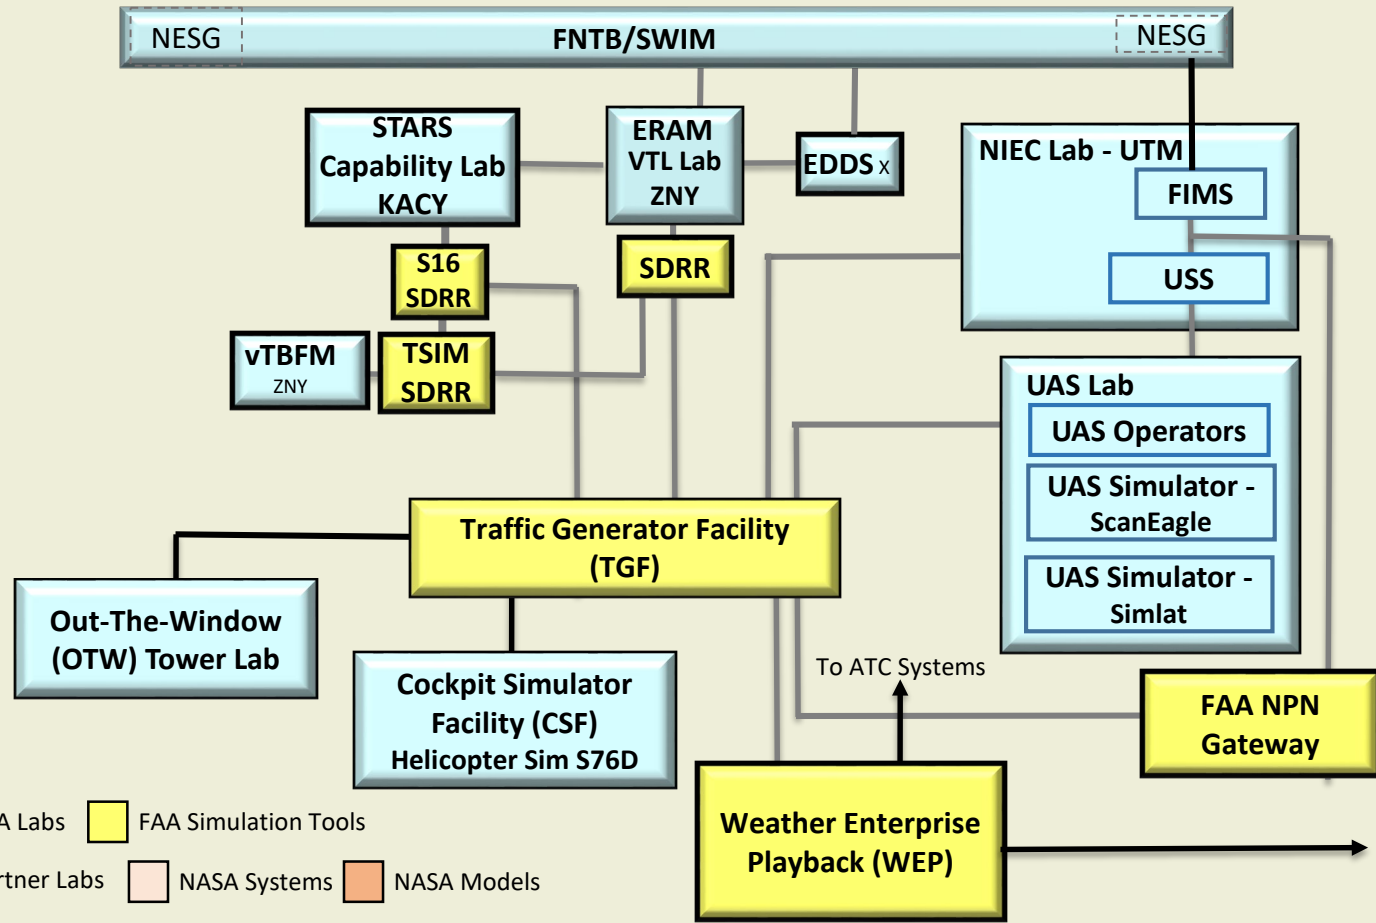 NESG
FNTB/SWIM
NESG
STARS
Capability Lab
KACY
ERAM
VTL Lab
ZNY
EDDS x
NIEC Lab - UTM
FIMS
USS
S16
SDRR
SDRR
vTBFM
ZNY
TSIM
SDRR
UAS Lab
UAS Operators
UAS Simulator -
ScanEagle
UAS Simulator -
Simlat
Traffic Generator Facility
(TGF)
Out-The-Window
(OTW) Tower Lab
Cockpit Simulator
Facility (CSF)
Helicopter Sim S76D
To ATC Systems
FAA NPN
Gateway
Weather Enterprise
Playback (WEP)
A Labs
FAA Simulation Tools
rtner Labs
NASA Systems
NASA Models